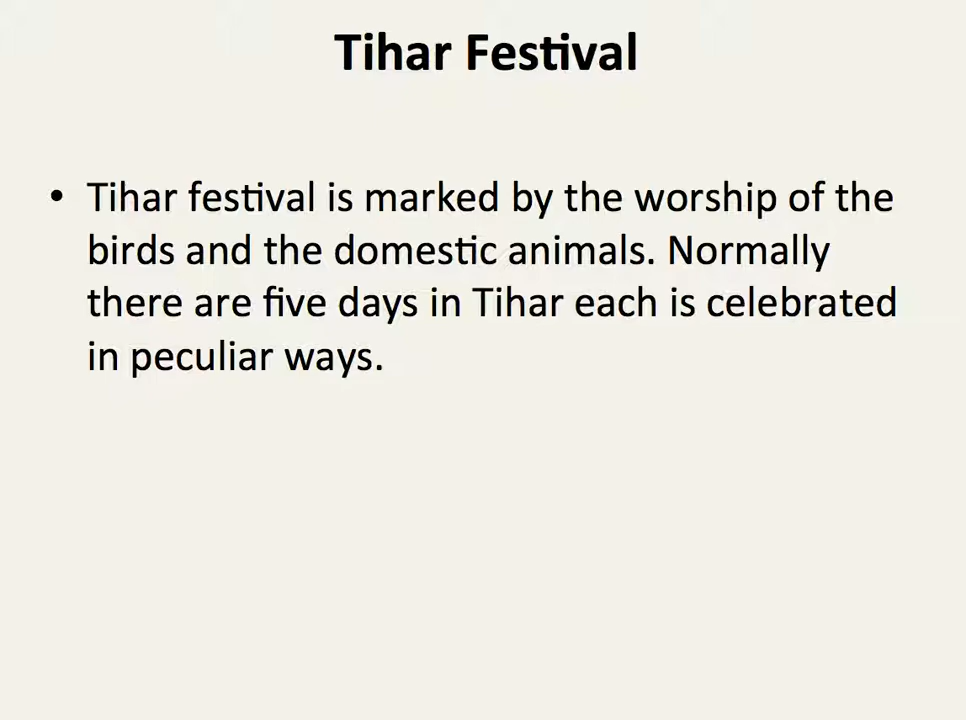 Tihar Festival
• Tihar festival is marked by the worship of the
birds and the domestic animals. Normally
there are five days in Tihar each is celebrated
in peculiar ways.